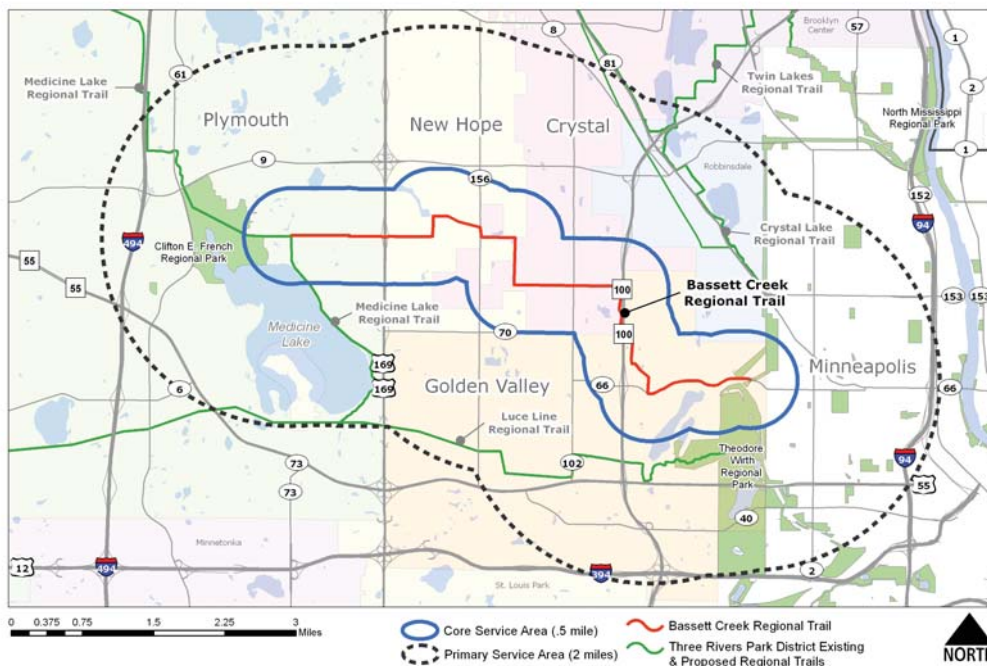 8
57
Brooklyn
Center
1
81
Medicine Lake
Regional Trail
61
Twin Lakes
Regional Trail
2
Plymouth
New Hope
Crystal
North Mississippi
Regional Park
1
9
1
Robbinsdale
156
152
94
Clifton E. French
Regional Park
494
Crystal Lake
Regional Trail
55
55
100
Bassett Creek
Regional Trail
153
153
Medicine
Lake
Medicine Lake
Regional Trail
70
100
169
Minneapolis
6
169
Golden Valley
66
66
Luce Line
Regional Trail
Theodore
Wirth
Regional
Park
73
102
94
55
73
40
Minnetonka
12
494
394
2
St. Louis Park
0 0.375 0.75 1.5 2.25 3
Miles
Core Service Area (.5 mile)
Primary Service Area (2 miles)
Bassett Creek Regional Trail
Three Rivers Park District Existing
& Proposed Regional Trails
NORTH